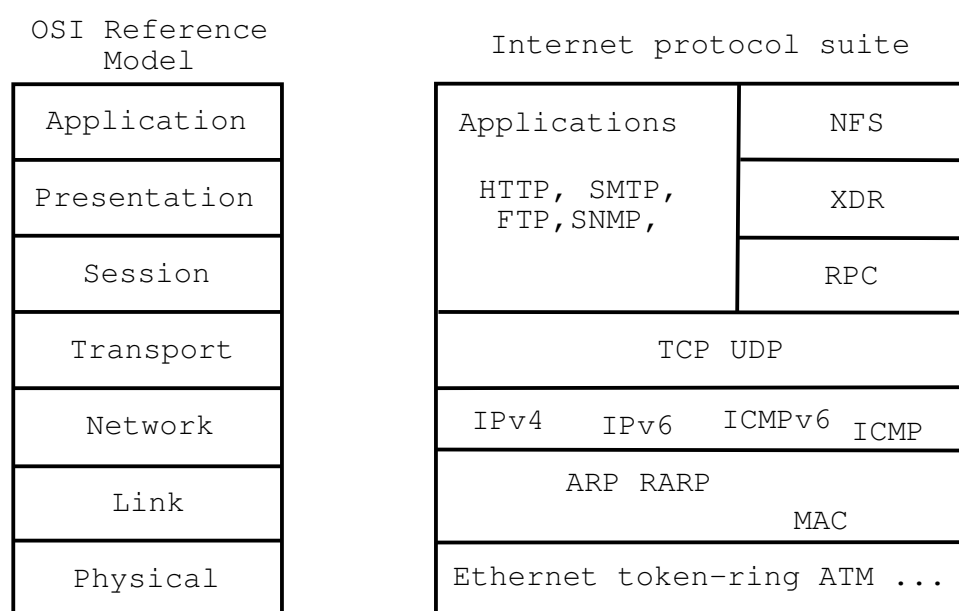 OSI Reference
Model
Application
Presentation
Session
Transport
Network
Link
Physical
Internet protocol suite
Applications
HTTP, SMTP,
FTP,SNMP,
NFS
XDR
RPC
TCP UDP
IPv4 IPv6 ICMPv6 ICMP
ARP RARP
MAC
Ethernet token-ring ATM ...